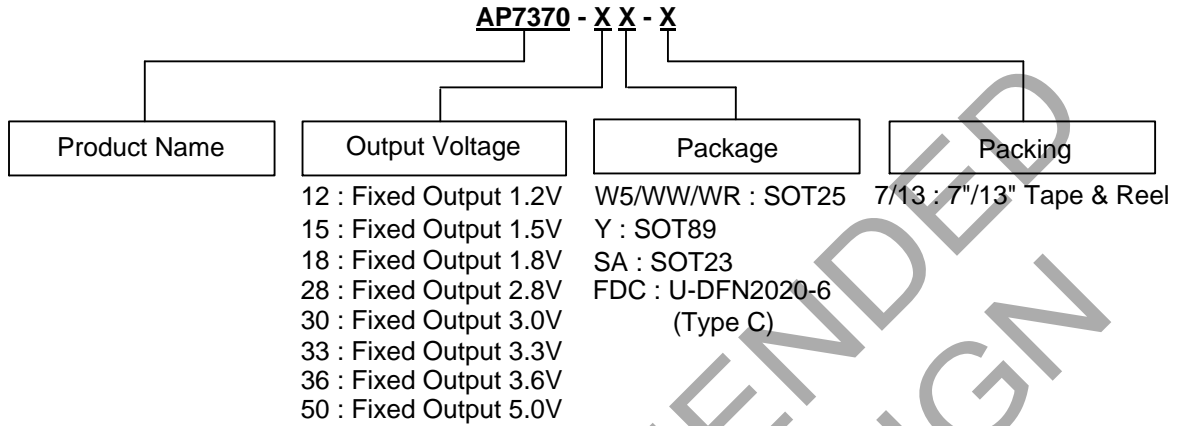 AP7370 - X X - X
Product Name
Output Voltage
Package
Packing
12 : Fixed Output 1.2V
15 : Fixed Output 1.5V
18 : Fixed Output 1.8V
28 : Fixed Output 2.8V
30 : Fixed Output 3.0V
33 : Fixed Output 3.3V
36 : Fixed Output 3.6V
50 : Fixed Output 5.0V
W5/WW/WR : SOT25
Y : SOT89
SA : SOT23
FDC : U-DFN2020-6
(Type C)
7/13 : 7"/13" Tape & Reel
ENDED
IGN